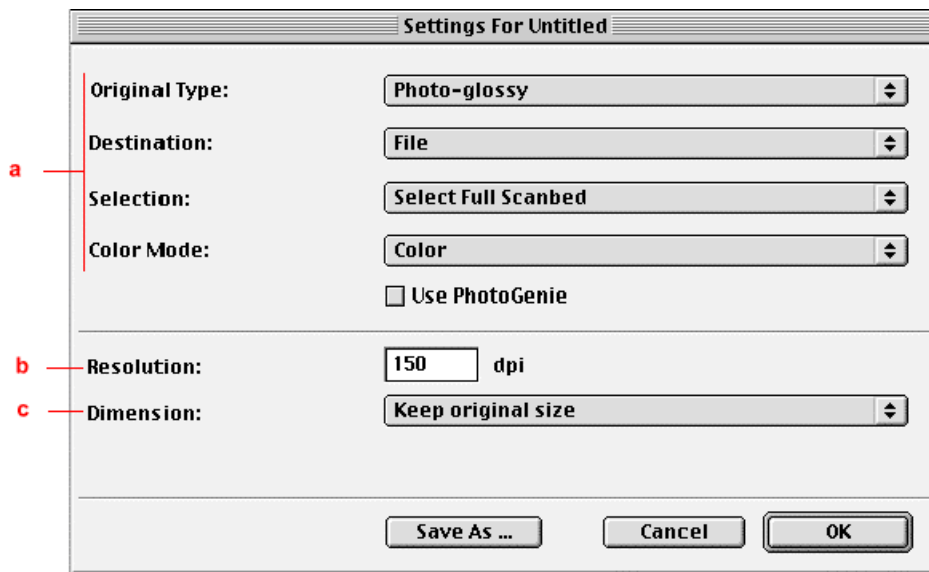 Settings For Untitled
Original Type: Photo-glossy
Destination: File
a
Selection: Select Full Scanbed
Color Mode: Color
Use PhotoGenie
b Resolution: 150 dpi
c Dimension: Keep original size
Save As ... Cancel OK